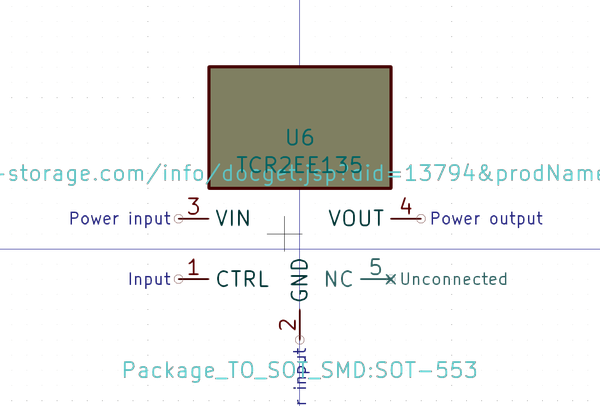 U6
TCR2EE135
-storage.com/info/docget.jsp?did=13794&prodName
Power input 3 VIN VOUT 4 Power output
Input 1 CTRL GND NC 5 Unconnected
2
Package_TO_SOT_SMD:SOT-553
input